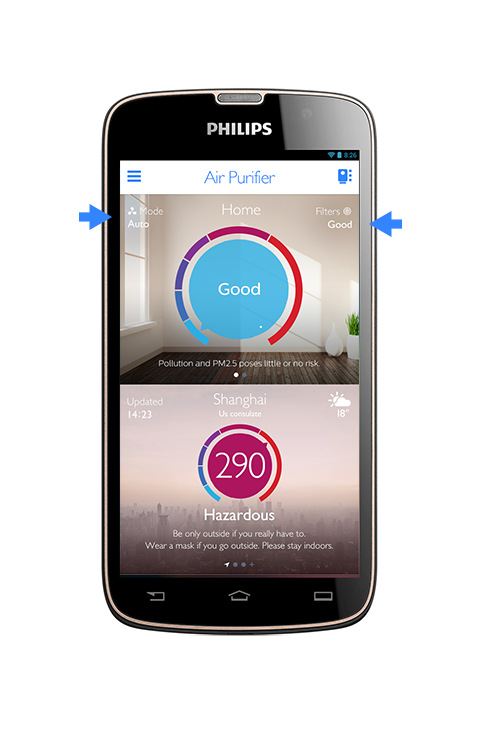 PHILIPS
8:26
Air Purifier
Mode
Auto
Home
Filters
Good
Good
Pollution and PM2.5 poses little or no risk.
Updated
14:23
Shanghai
Us consulate
18°
290
Hazardous
Be only outside if you really have to.
Wear a mask if you go outside. Please stay indoors.